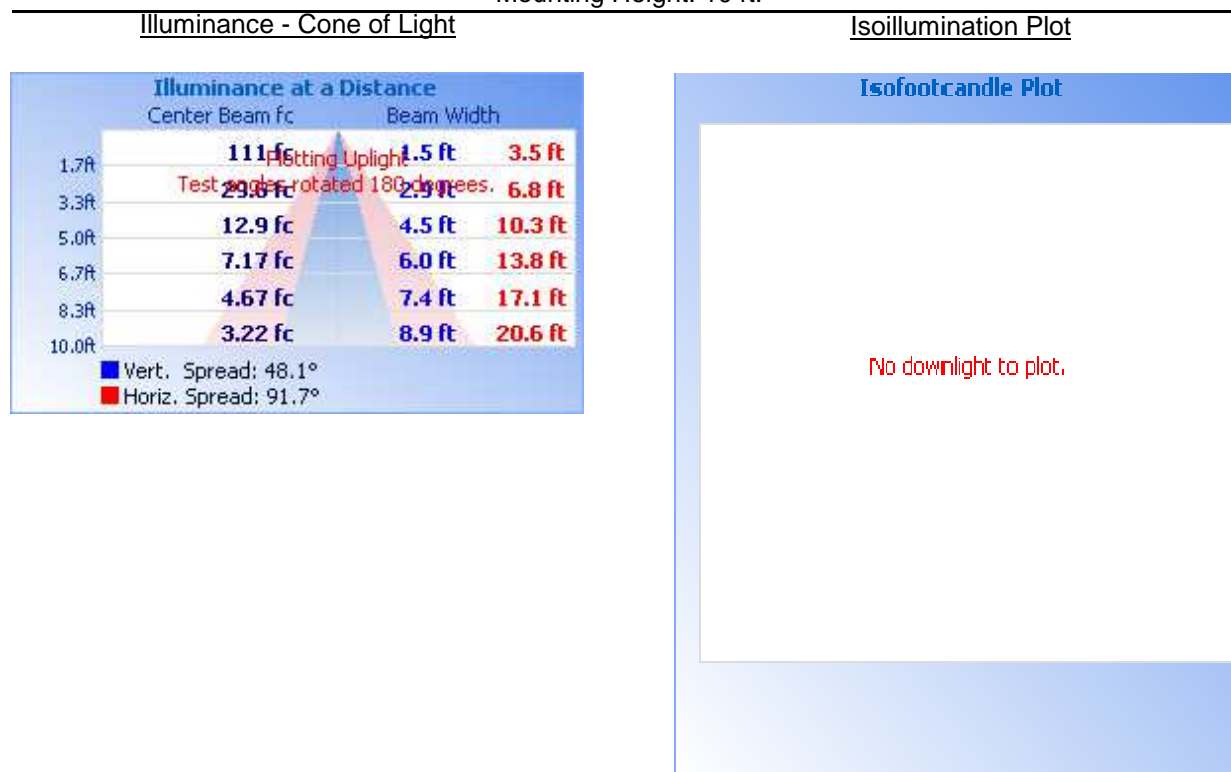 Illuminance - Cone of Light
Isoillumination Plot
Illuminance at a Distance
Center Beam fc Beam Width
1.7ft 111 fc 1.5 ft 3.5 ft
Plotting Uplight
Test angles rotated 180 degrees.
3.3ft 2.9 ft 6.8 ft
5.0ft 12.9 fc 4.5 ft 10.3 ft
6.7ft 7.17 fc 6.0 ft 13.8 ft
8.3ft 4.67 fc 7.4 ft 17.1 ft
10.0ft 3.22 fc 8.9 ft 20.6 ft
Vert. Spread: 48.1°
Horiz. Spread: 91.7°
Isofootcandle Plot
No downlight to plot.